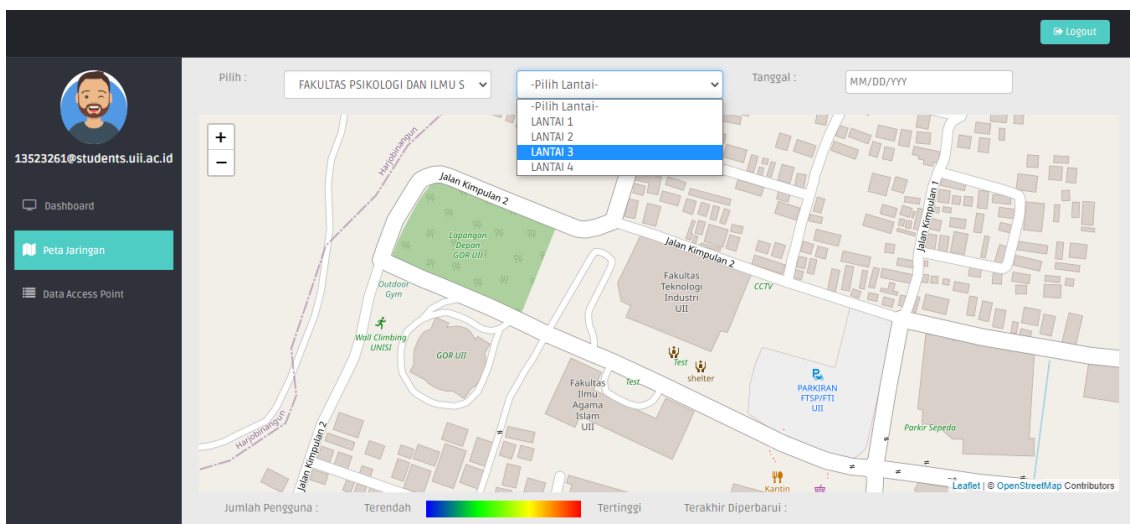 Logout
13523261@students.uii.ac.id
Dashboard
Peta Jaringan
Data Access Point
Pilih :
FAKULTAS PSIKOLOGI DAN ILMU S
-Pilih Lantai-
Tanggal :
MM/DD/YYY
-Pilih Lantai-
LANTAI 1
LANTAI 2
LANTAI 3
LANTAI 4
+
−
Harjobinangun
Jalan Kimpulan 2
Lapangan
Depan
GOR UII
Jalan Kimpulan 2
Jalan Kimpulan 1
Fakultas
Teknologi
Industri
UII
CCTV
Outdoor
Gym
Wall Climbing
UNISI
GOR UII
Test
shelter
Fakultas
Ilmu
Agama
Islam
UII
Test
PARKIRAN
FTSP/FTI
UII
Parkir Sepeda
Harjobinangun
Jalan Kimpulan 2
Kantin
Leaflet | © OpenStreetMap Contributors
Jumlah Pengguna :
Terendah
Tertinggi
Terakhir Diperbarui :